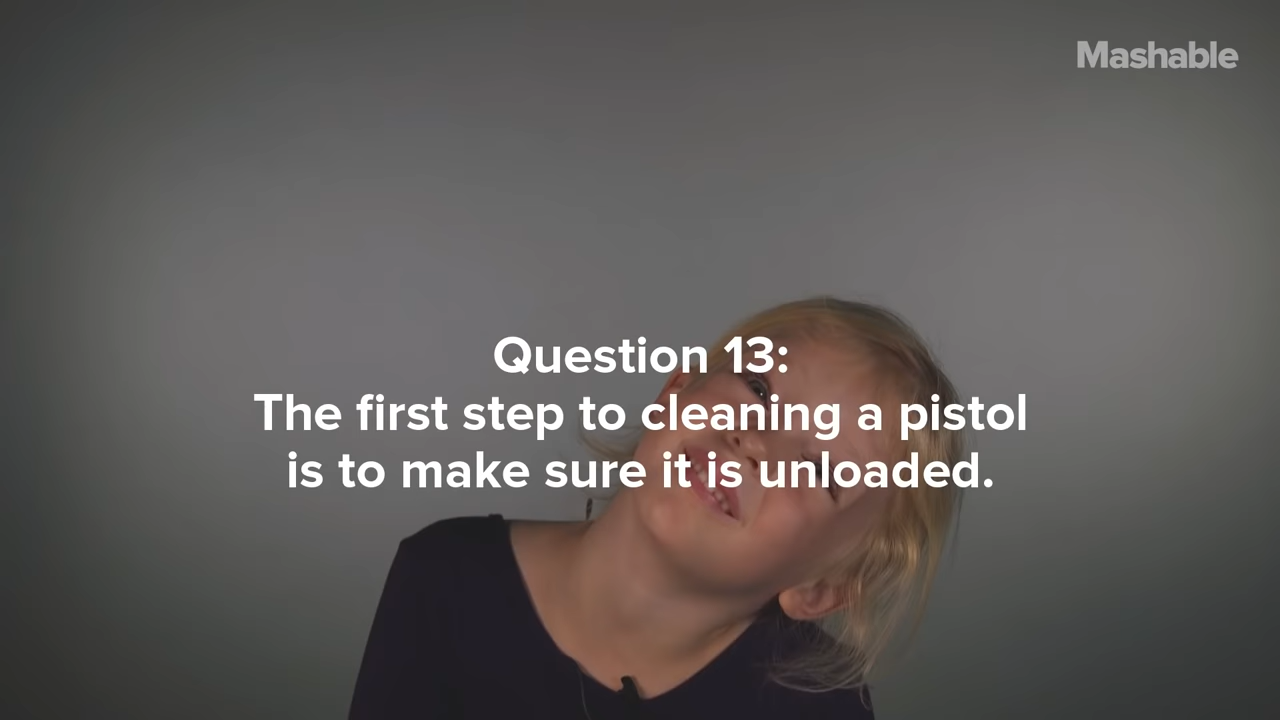 Mashable
Question 13:
The first step to cleaning a pistol
is to make sure it is unloaded.